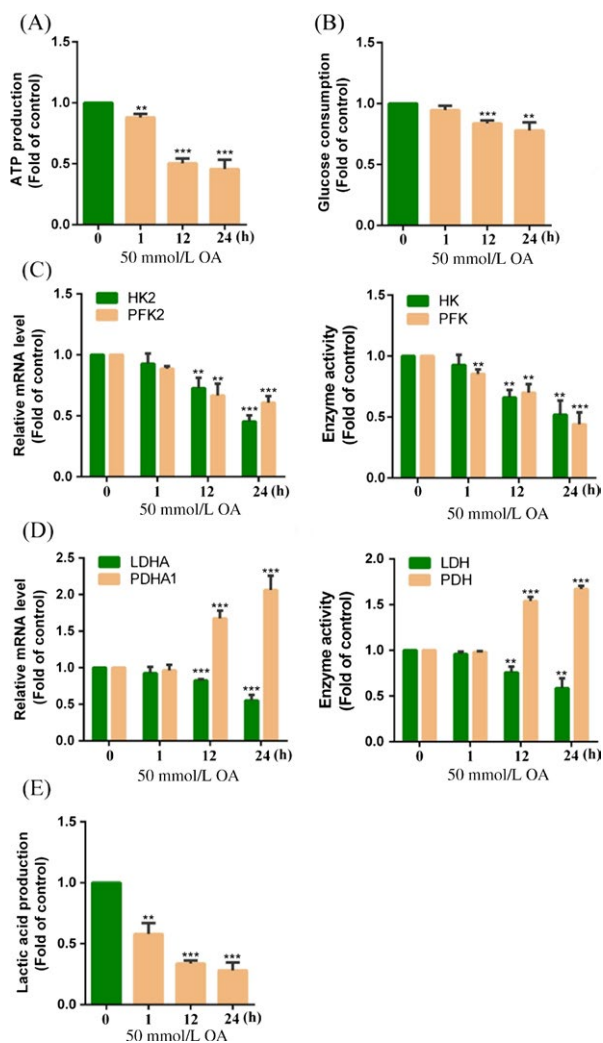 (A)
ATP production
(Fold of control)
1.5
1.0
0.5
0.0
** *** ***
0 1 12 24 (h)
50 mmol/L OA
(B)
Glucose consumption
(Fold of control)
1.5
1.0
0.5
0.0
*** **
0 1 12 24 (h)
50 mmol/L OA
(C)
Relative mRNA level
(Fold of control)
1.5
1.0
0.5
0.0
HK2
PFK2
** ** *** ***
0 1 12 24 (h)
50 mmol/L OA
Enzyme activity
(Fold of control)
1.5
1.0
0.5
0.0
HK
PFK
** ** ** ** ***
0 1 12 24 (h)
50 mmol/L OA
(D)
Relative mRNA level
(Fold of control)
2.5
2.0
1.5
1.0
0.5
0.0
LDHA
PDHA1
*** *** *** ***
0 1 12 24 (h)
50 mmol/L OA
Enzyme activity
(Fold of control)
2.0
1.5
1.0
0.5
0.0
LDH
PDH
** *** ** ***
0 1 12 24 (h)
50 mmol/L OA
(E)
Lactic acid production
(Fold of control)
1.5
1.0
0.5
0.0
** *** ***
0 1 12 24 (h)
50 mmol/L OA